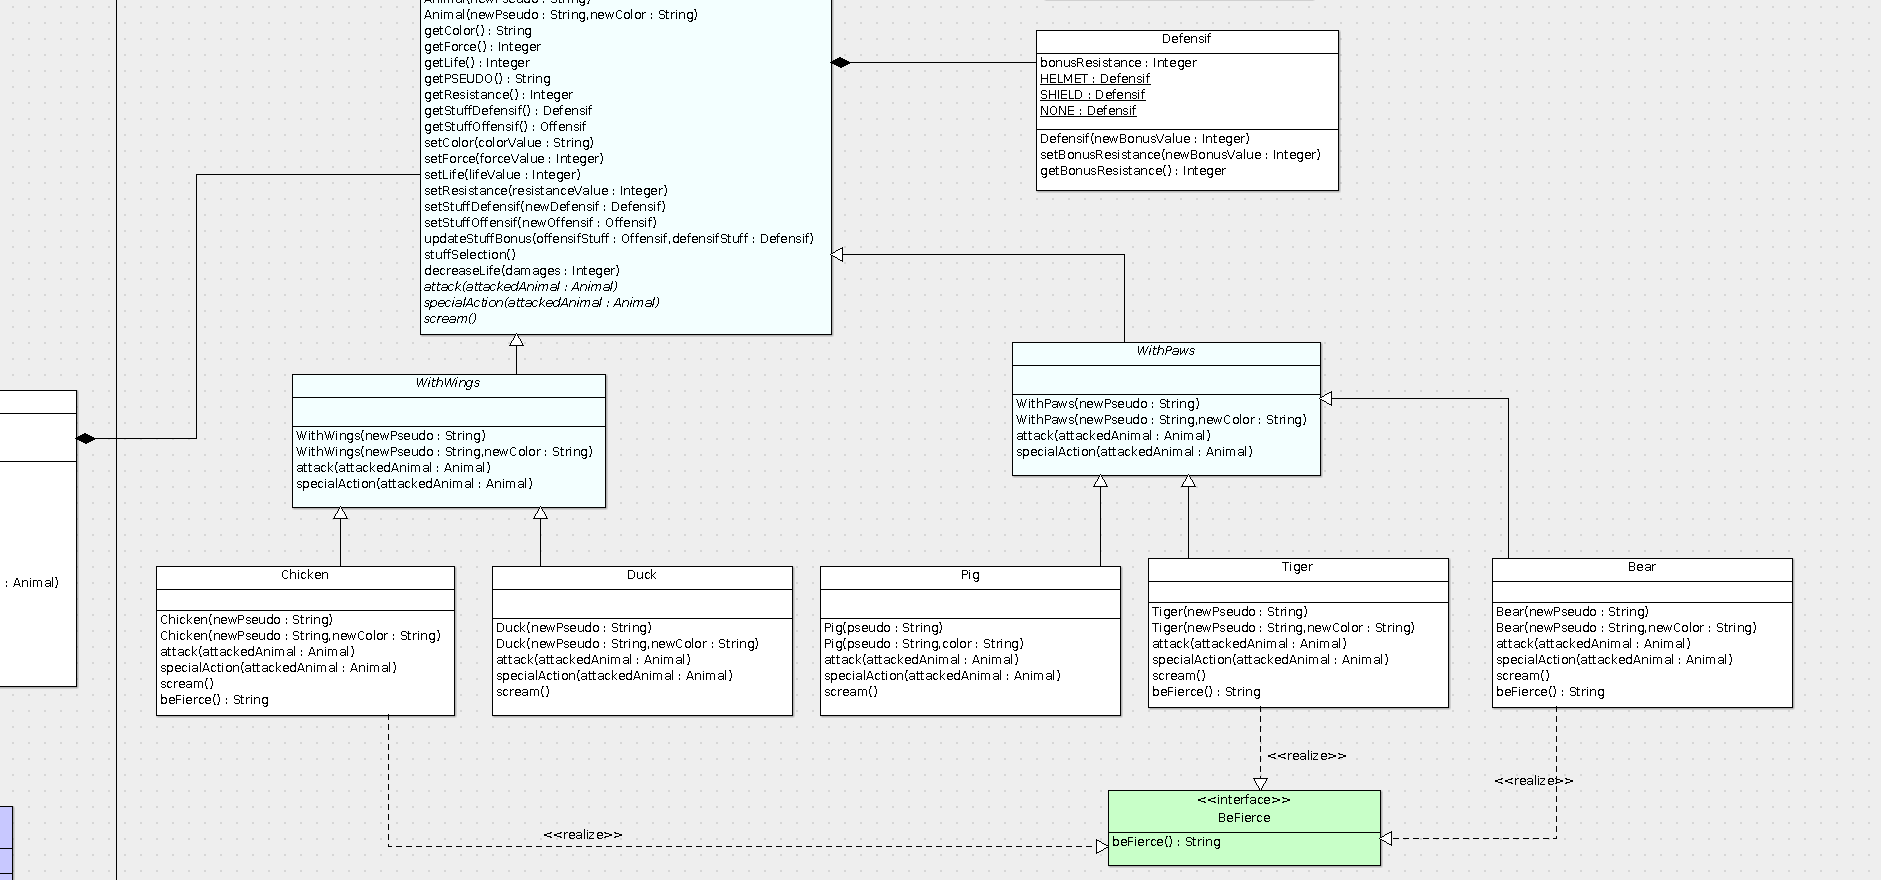 Animal(newPseudo : String)
Animal(newPseudo : String,newColor : String)
getColor() : String
getForce() : Integer
getLife() : Integer
getPSEUDO() : String
getResistance() : Integer
getStuffDefensif() : Defensif
getStuffOffensif() : Offensif
setColor(colorValue : String)
setForce(forceValue : Integer)
setLife(lifeValue : Integer)
setResistance(resistanceValue : Integer)
setStuffDefensif(newDefensif : Defensif)
setStuffOffensif(newOffensif : Offensif)
updateStuffBonus(offensifStuff : Offensif,defensifStuff : Defensif)
stuffSelection()
decreaseLife(damages : Integer)
attack(attackedAnimal : Animal)
specialAction(attackedAnimal : Animal)
scream()
Defensif
bonusResistance : Integer
HELMET : Defensif
SHIELD : Defensif
NONE : Defensif
Defensif(newBonusValue : Integer)
setBonusResistance(newBonusValue : Integer)
getBonusResistance() : Integer
WithWings
WithWings(newPseudo : String)
WithWings(newPseudo : String,newColor : String)
attack(attackedAnimal : Animal)
specialAction(attackedAnimal : Animal)
WithPaws
WithPaws(newPseudo : String)
WithPaws(newPseudo : String,newColor : String)
attack(attackedAnimal : Animal)
specialAction(attackedAnimal : Animal)
: Animal)
Chicken
Chicken(newPseudo : String)
Chicken(newPseudo : String,newColor : String)
attack(attackedAnimal : Animal)
specialAction(attackedAnimal : Animal)
scream()
beFierce() : String
Duck
Duck(newPseudo : String)
Duck(newPseudo : String,newColor : String)
attack(attackedAnimal : Animal)
specialAction(attackedAnimal : Animal)
scream()
Pig
Pig(pseudo : String)
Pig(pseudo : String,color : String)
attack(attackedAnimal : Animal)
specialAction(attackedAnimal : Animal)
scream()
Tiger
Tiger(newPseudo : String)
Tiger(newPseudo : String,newColor : String)
attack(attackedAnimal : Animal)
specialAction(attackedAnimal : Animal)
scream()
beFierce() : String
Bear
Bear(newPseudo : String)
Bear(newPseudo : String,newColor : String)
attack(attackedAnimal : Animal)
specialAction(attackedAnimal : Animal)
scream()
beFierce() : String
<<realize>>
<<realize>>
<<realize>>
<<interface>>
BeFierce
beFierce() : String